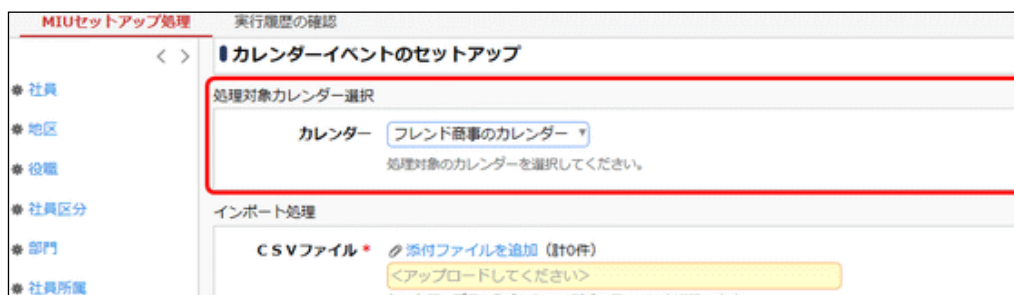 MIUセットアップ処理 実行履歴の確認
< >
カレンダーイベントのセットアップ
社員
処理対象カレンダー選択
地区
カレンダー フレンド商事のカレンダー ▼
役職
処理対象のカレンダーを選択してください。
社員区分
インポート処理
部門
CSVファイル * 添付ファイルを追加 (計0件)
<アップロードしてください>
社員所属